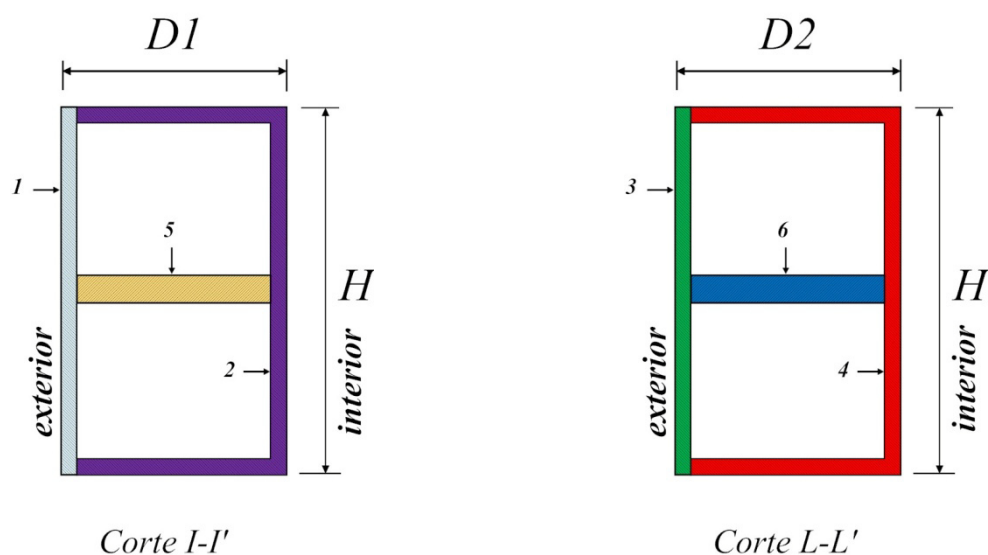 D1
1
5
H
2
exterior
interior
Corte I-I'
D2
3
6
H
4
exterior
interior
Corte L-L'